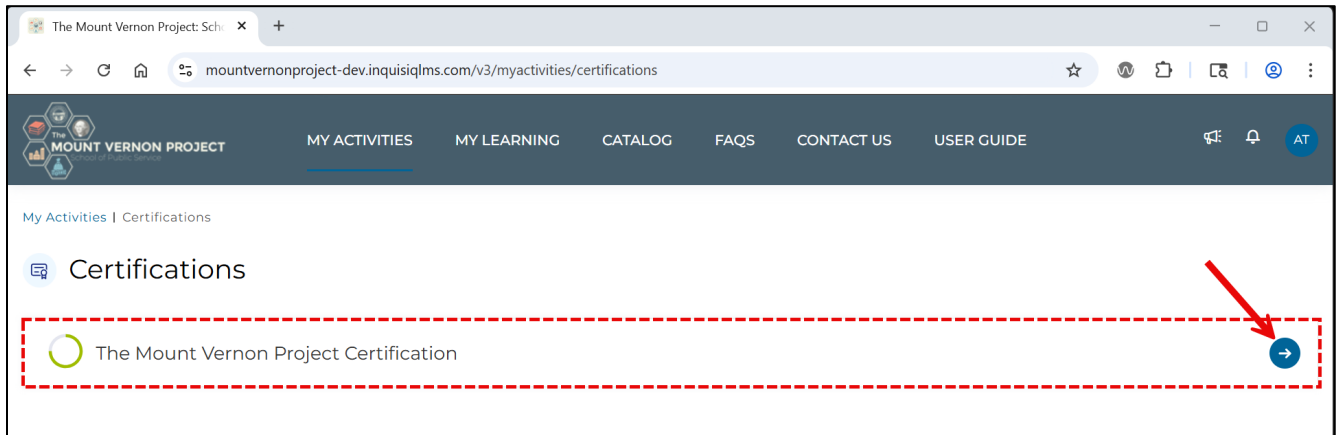 The Mount Vernon Project: Sch
mountvernonproject-dev.inquisiqlms.com/v3/myactivities/certifications
The
MOUNT VERNON PROJECT
School of Public Service
MY ACTIVITIES
MY LEARNING
CATALOG
FAQS
CONTACT US
USER GUIDE
AT
My Activities | Certifications
Certifications
The Mount Vernon Project Certification